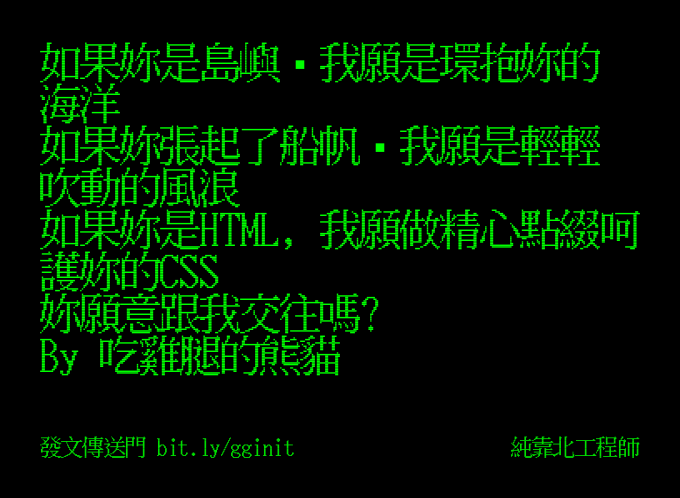 如果妳是島嶼▪我願是環抱妳的
海洋
如果妳張起了船帆▪我願是輕輕
吹動的風浪
如果妳是HTML, 我願做精心點綴呵
護妳的CSS
妳願意跟我交往嗎?
By 吃雞腿的熊貓
發文傳送門 bit.ly/gginit
純靠北工程師